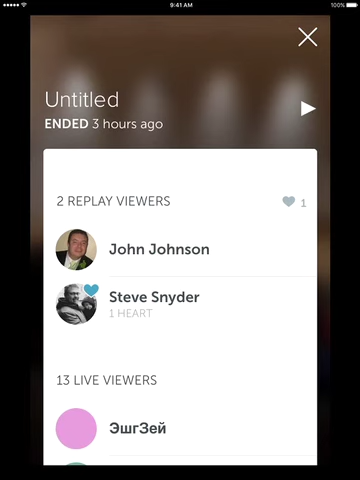 9:41 AM
100%
Untitled
ENDED 3 hours ago
2 REPLAY VIEWERS
1
John Johnson
Steve Snyder
1 HEART
13 LIVE VIEWERS
ЭшгЗей